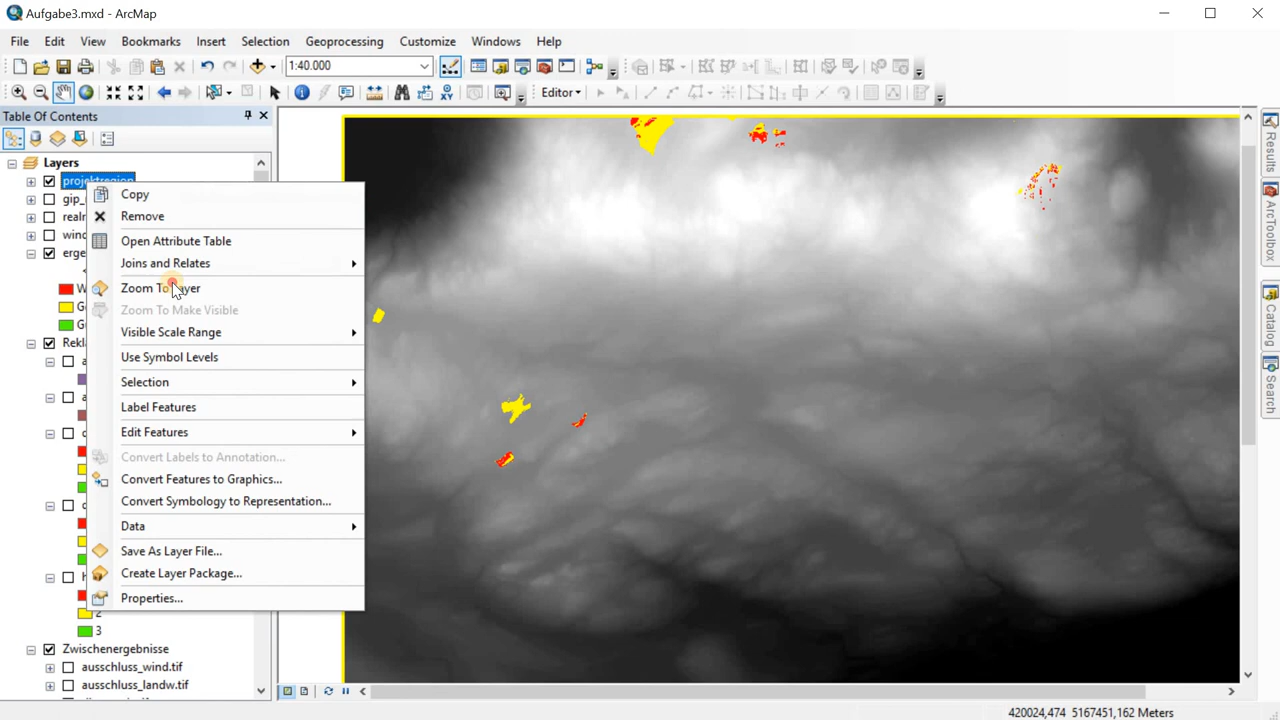 Aufgabe3.mxd - ArcMap
File Edit View Bookmarks Insert Selection Geoprocessing Customize Windows Help
1:40.000
Editor
Table Of Contents
Layers
projektregion
Copy
Remove
Open Attribute Table
Joins and Relates
Zoom To Layer
Zoom To Make Visible
Visible Scale Range
Use Symbol Levels
Selection
Label Features
Edit Features
Convert Labels to Annotation...
Convert Features to Graphics...
Convert Symbology to Representation...
Data
Save As Layer File...
Create Layer Package...
Properties...
2
3
Zwischenergebnisse
ausschluss_wind.tif
ausschluss_landw.tif
Results
ArcToolbox
Catalog
Search
420024,474 5167451,162 Meters